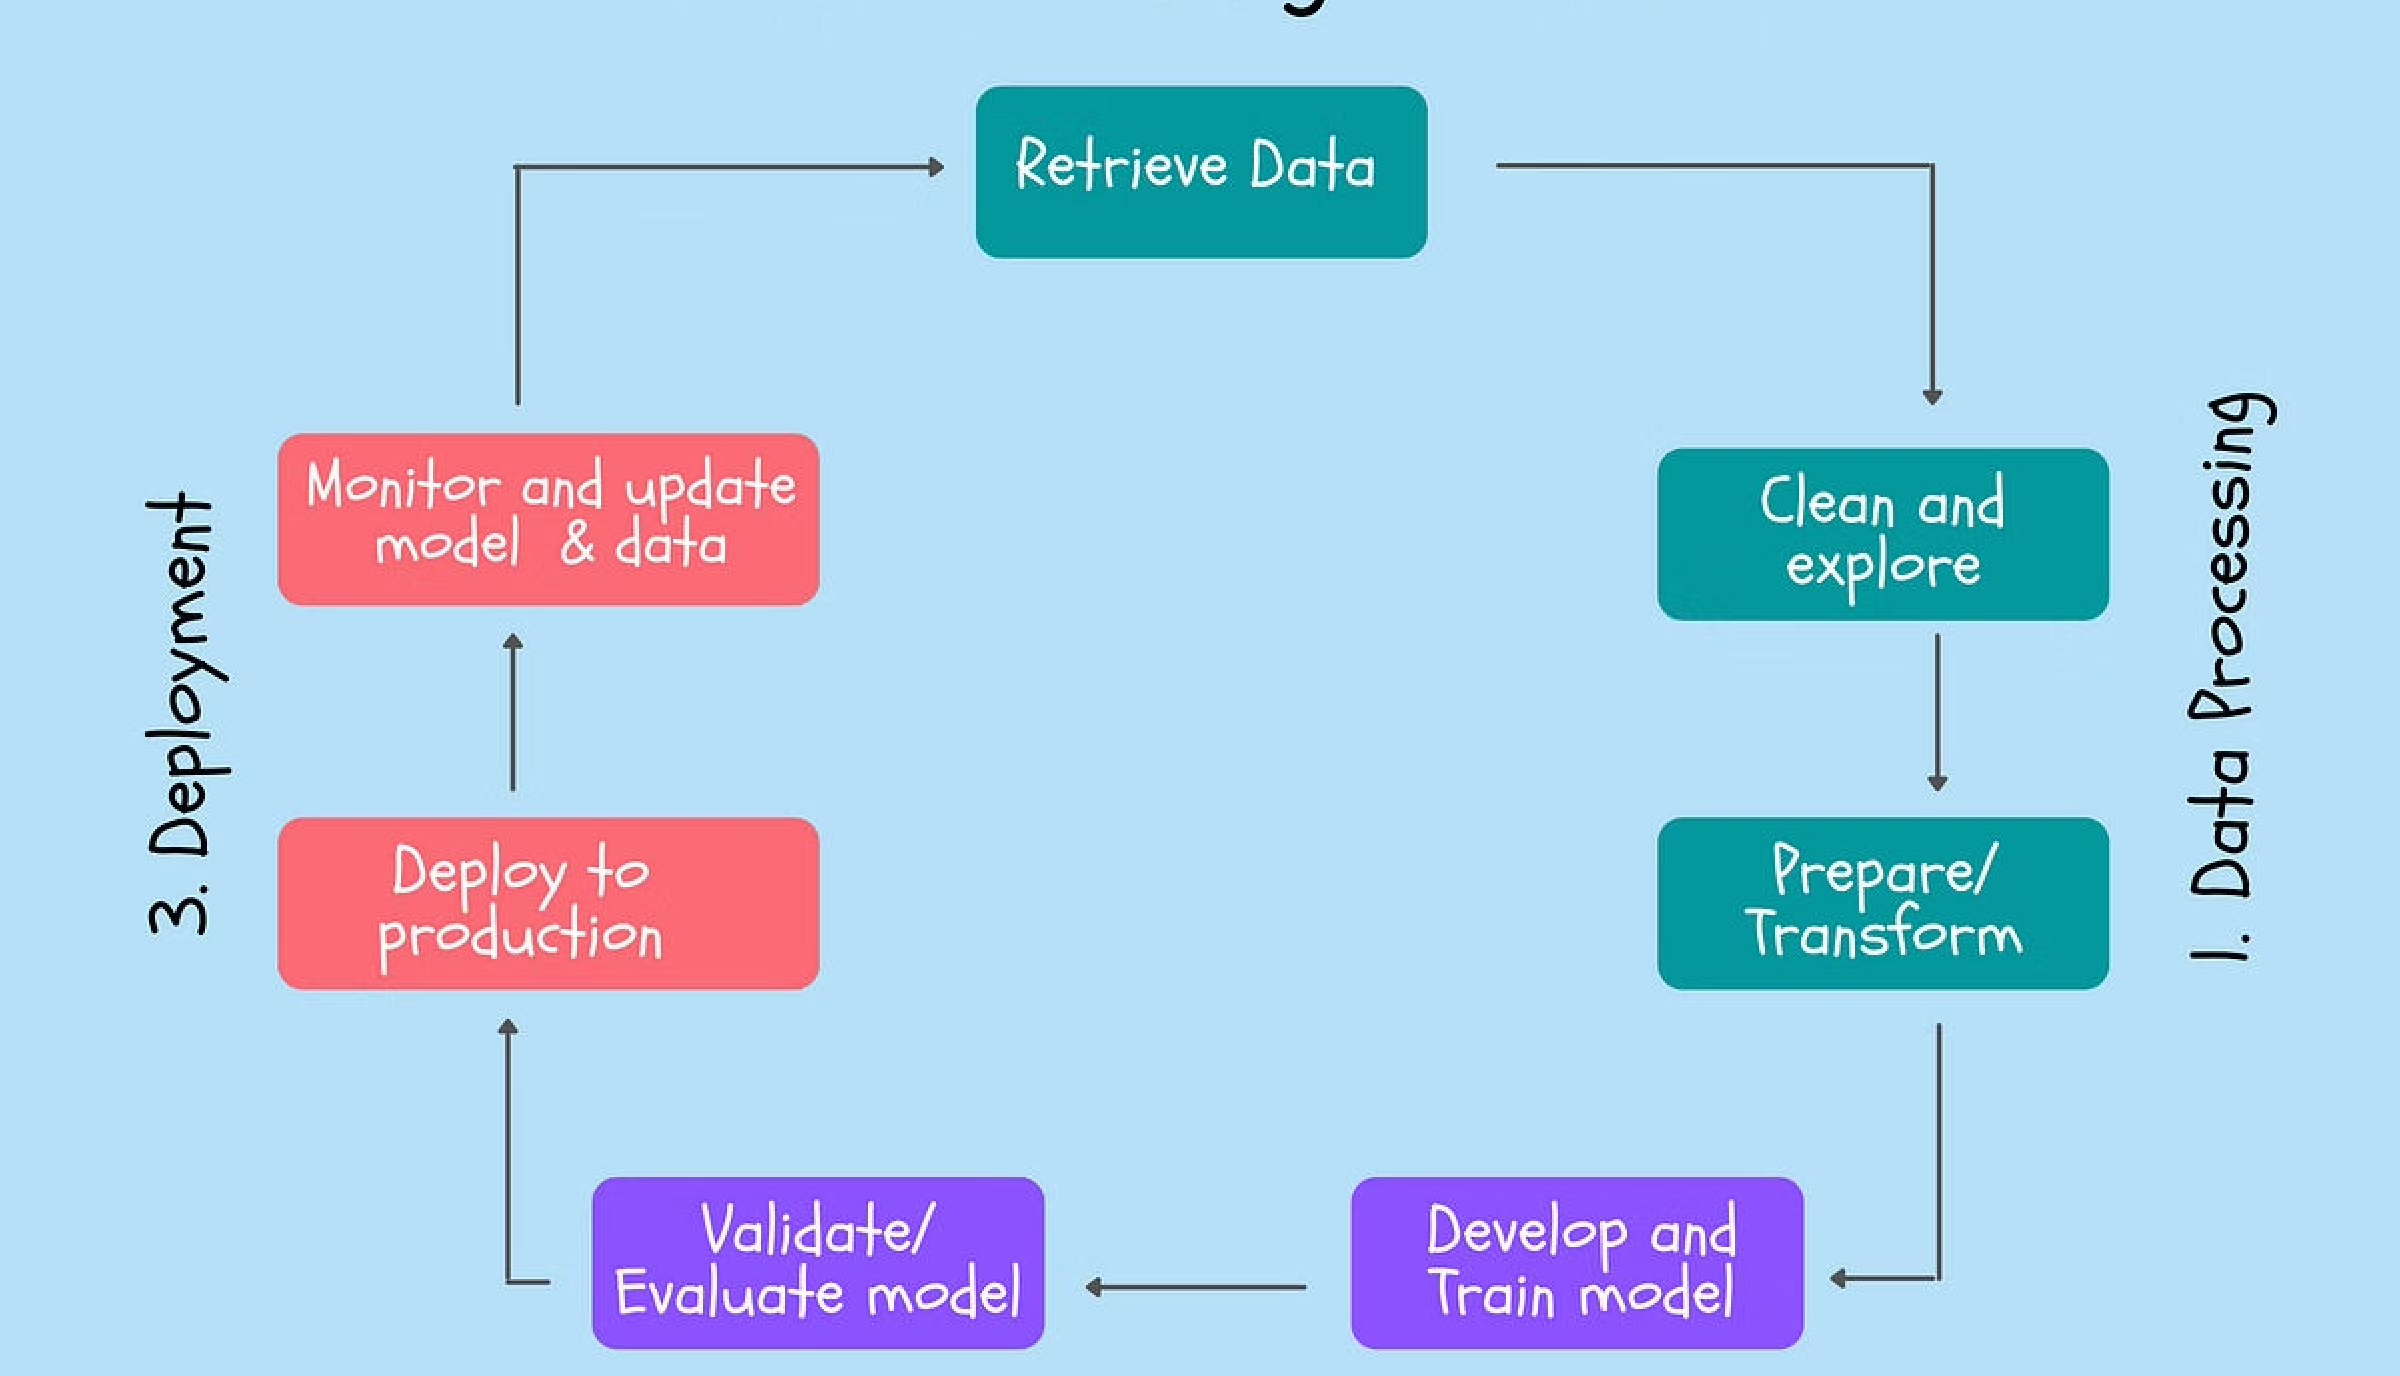 Retrieve Data
Monitor and update
model & data
Clean and
explore
3. Deployment
1. Data Processing
Deploy to
production
Prepare/
Transform
Validate/
Evaluate model
Develop and
Train model